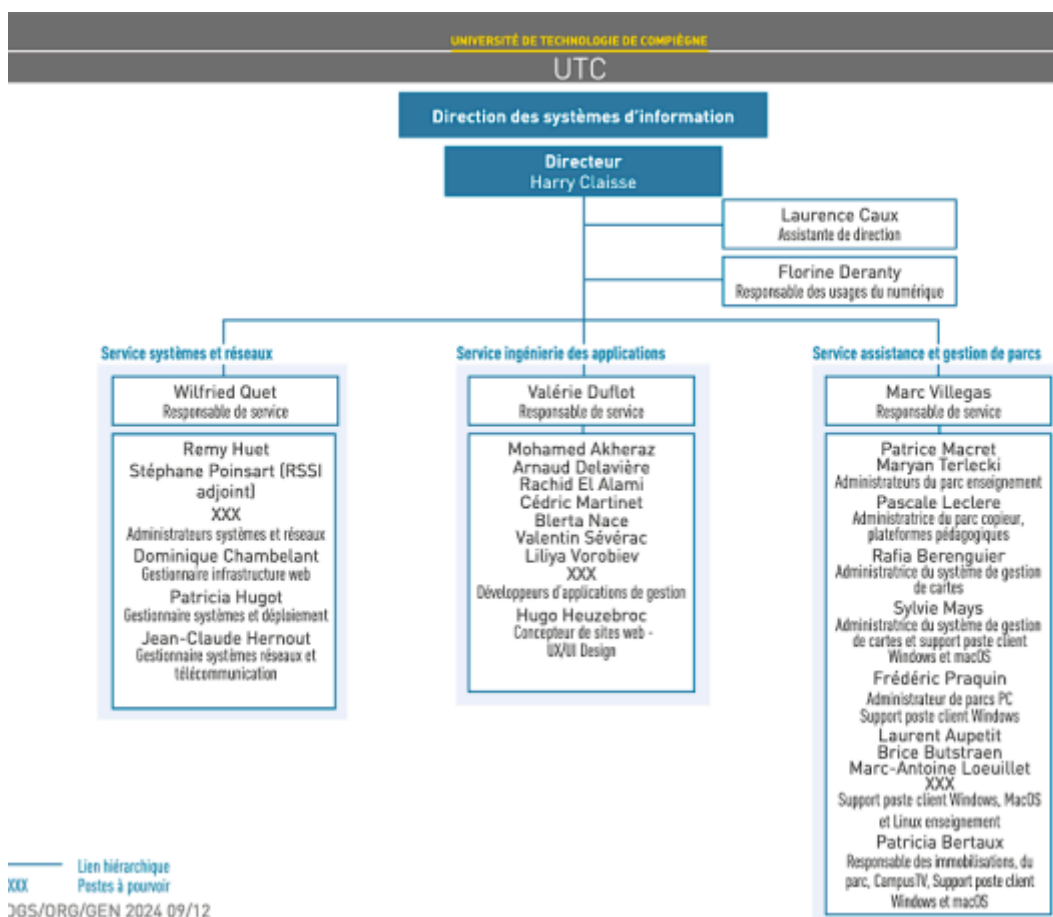 UNIVERSITÉ DE TECHNOLOGIE DE COMPIÈGNE
UTC
Direction des systèmes d'information
Directeur
Harry Claisse
Laurence Caux
Assistante de direction
Florine Deranty
Responsable des usages du numérique
Service systèmes et réseaux
Wilfried Quet
Responsable de service
Remy Huet
Stéphane Poinsart (RSSI
adjoint)
XXX
Administrateurs systèmes et réseaux
Dominique Chambelant
Gestionnaire infrastructure web
Patricia Hugot
Gestionnaire systèmes et déploiement
Jean-Claude Hernout
Gestionnaire systèmes réseaux et
télécommunication
Service ingénierie des applications
Valérie Duflot
Responsable de service
Mohamed Akheraz
Arnaud Delavière
Rachid El Alami
Cédric Martinet
Blerta Nace
Valentin Sévérac
Liliya Vorobiev
XXX
Développeurs d'applications de gestion
Hugo Heuzebroc
Concepteur de sites web -
UX/UI Design
Service assistance et gestion de parcs
Marc Villegas
Responsable de service
Patrice Macret
Maryan Terlecki
Administrateurs du parc enseignement
Pascale Leclere
Administratrice du parc copieur,
plateformes pédagogiques
Rafia Berenguier
Administratrice du système de gestion
de cartes
Sylvie Mays
Administratrice du système de gestion
de cartes et support poste client
Windows et macOS
Frédéric Praquin
Administrateur de parcs PC
Support poste client Windows
Laurent Aupetit
Brice Butstraen
Marc-Antoine Loeuillet
XXX
Support poste client Windows, MacOS
et Linux enseignement
Patricia Bertaux
Responsable des immobilisations, du
parc, CampusTV, Support poste client
Windows et macOS
Lien hiérarchique
XXX Postes à pouvoir
DGS/ORG/GEN 2024 09/12